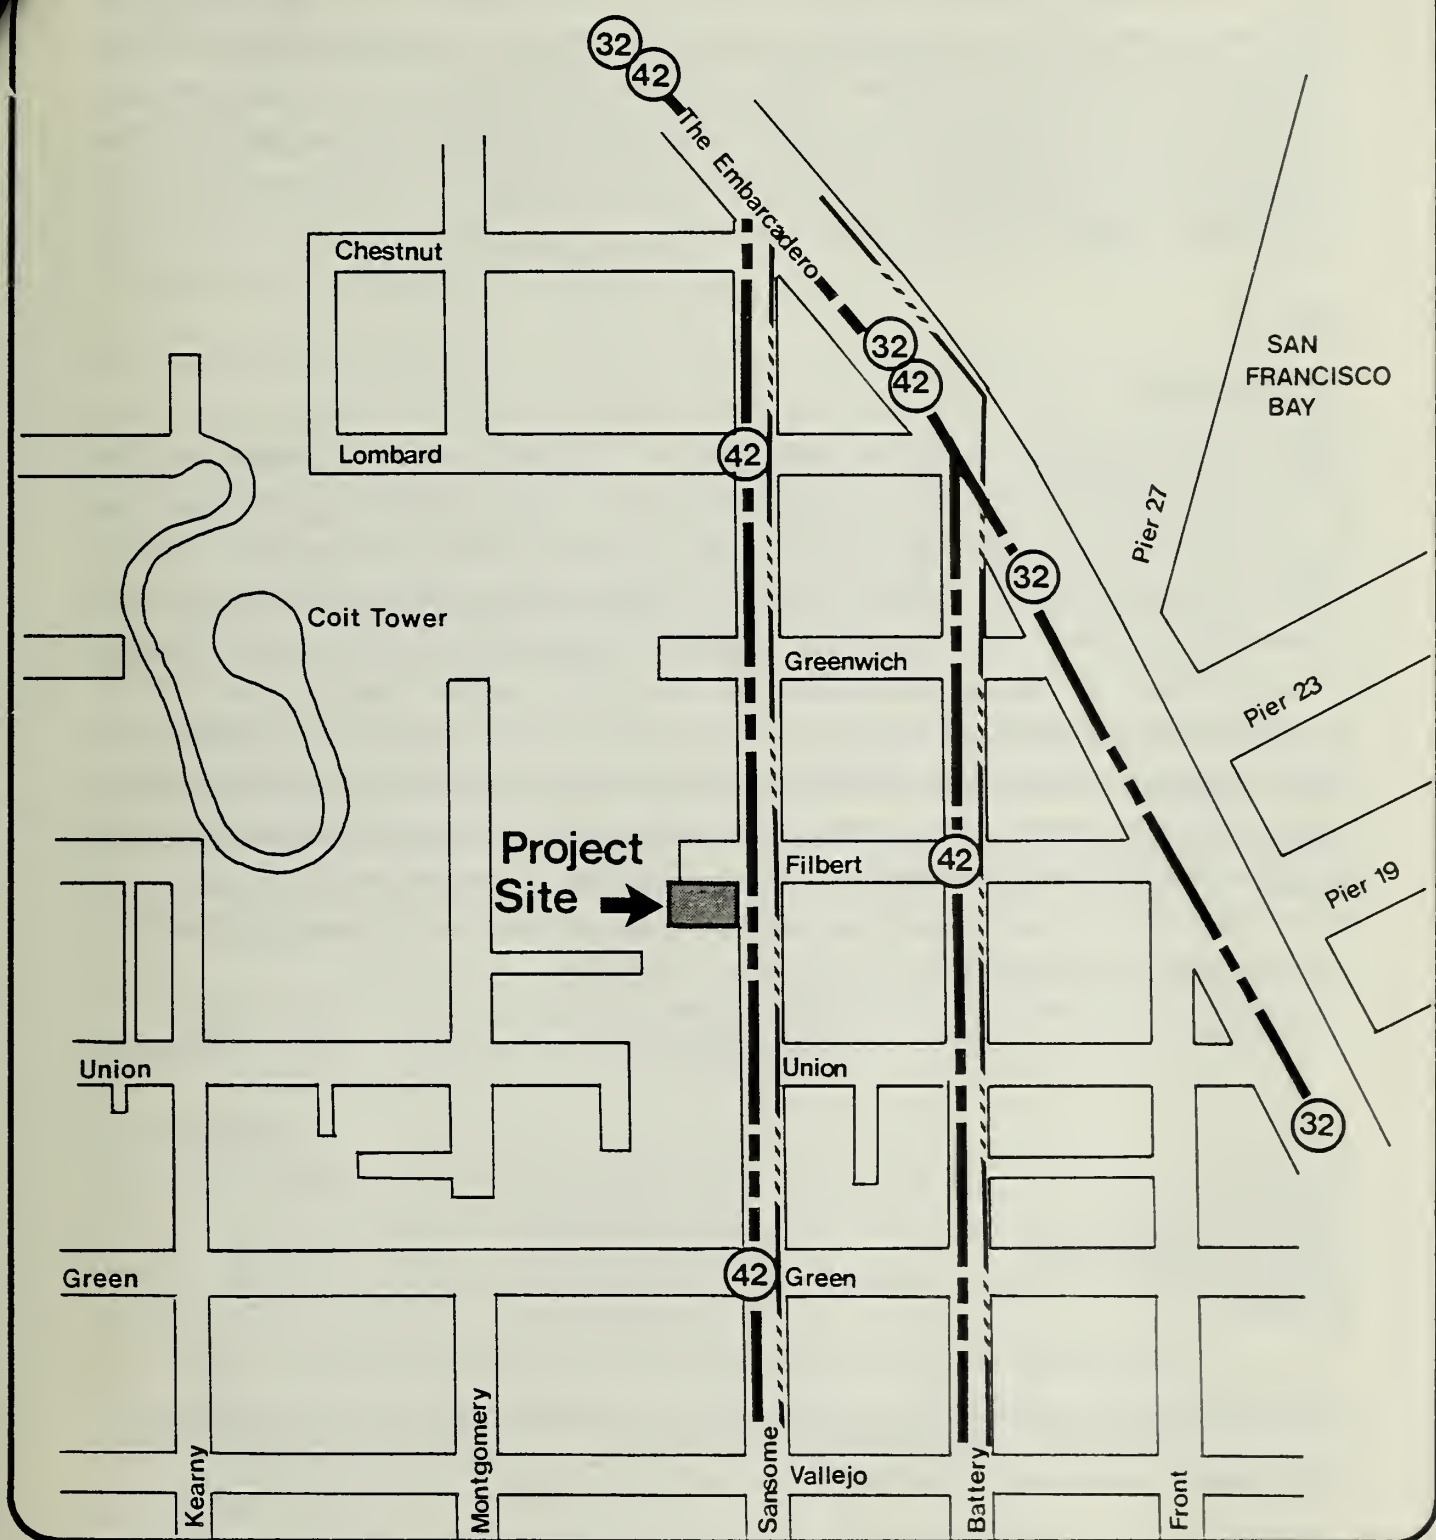 32
42
The Embarcadero
Chestnut
32
42
SAN
FRANCISCO
BAY
Lombard
42
Pier 27
32
Coit Tower
Greenwich
Pier 23
Project
Site
Filbert
42
Pier 19
Union
Union
32
Green
42
Green
Kearny
Montgomery
Sansome
Vallejo
Battery
Front